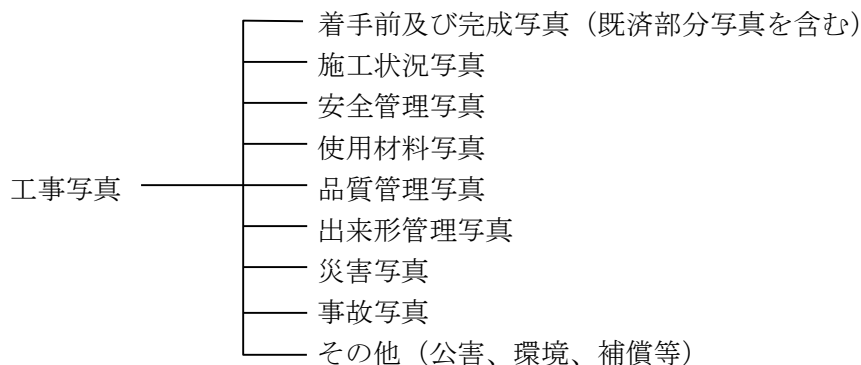 着手前及び完成写真（既済部分写真を含む）
施工状況写真
安全管理写真
使用材料写真
工事写真
品質管理写真
出来形管理写真
災害写真
事故写真
その他（公害、環境、補償等）